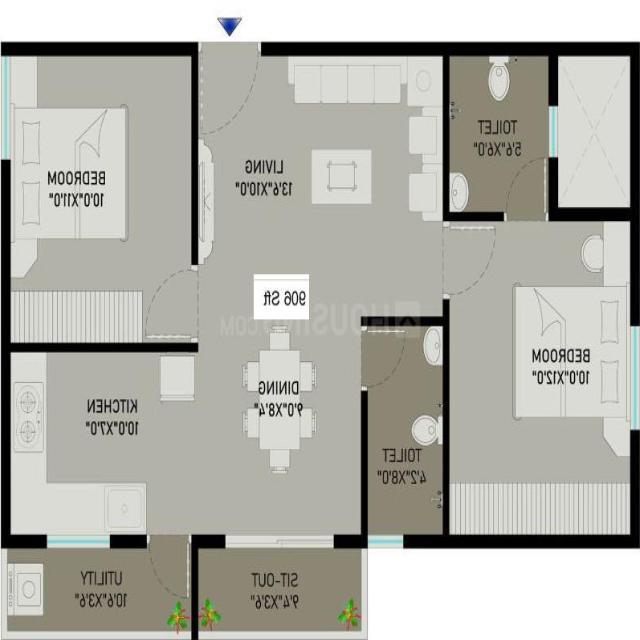 TOILET
5'6"X6'0"
LIVING
13'6"X10'0"
BEDROOM
10'0"X11'0"
906 Sft
HOUSING.COM
BEDROOM
10'0"X12'0"
DINING
9'0"X8'4"
KITCHEN
10'0"X7'0"
TOILET
4'2"X8'0"
UTILITY
10'6"X3'6"
SIT-OUT
9'4"X3'6"